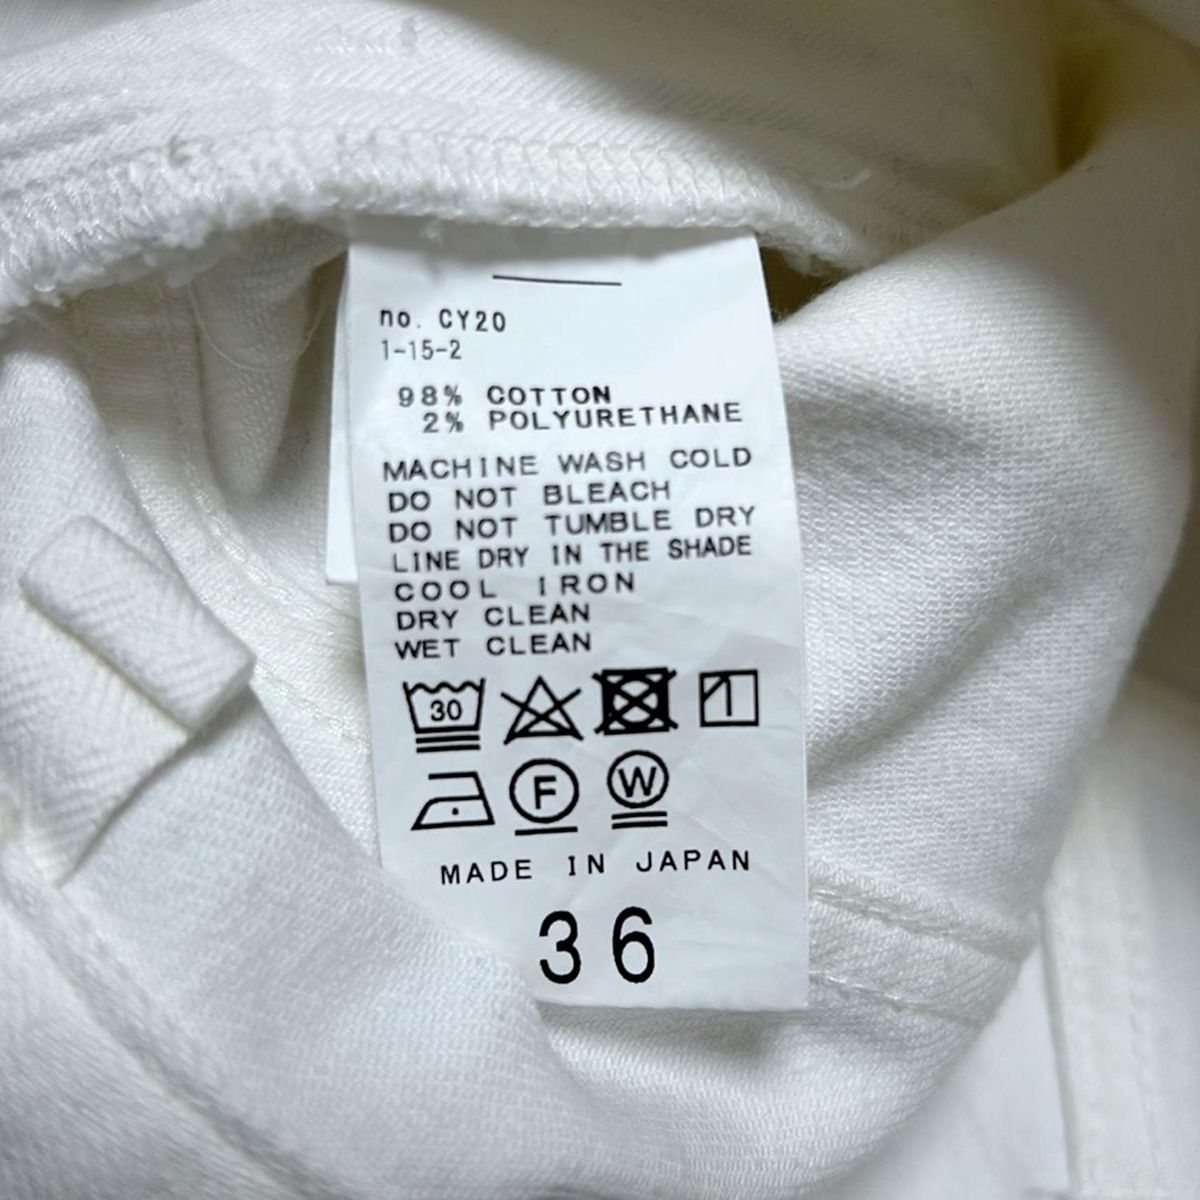 no. CY20
1-15-2
98% COTTON
2% POLYURETHANE
MACHINE WASH COLD
DO NOT BLEACH
DO NOT TUMBLE DRY
LINE DRY IN THE SHADE
COOL IRON
DRY CLEAN
WET CLEAN
30
F W
MADE IN JAPAN
36